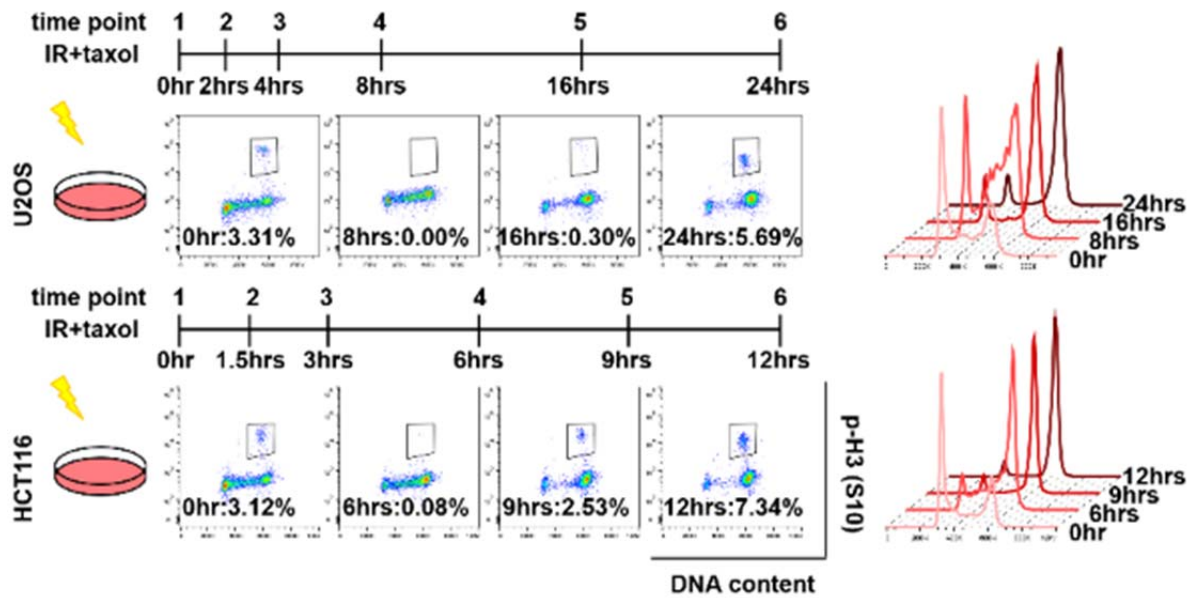 time point 1 2 3 4 5 6
IR+taxol
0hr 2hrs 4hrs 8hrs 16hrs 24hrs
U2OS
0hr:3.31% 8hrs:0.00% 16hrs:0.30% 24hrs:5.69%
24hrs
16hrs
8hrs
0hr
time point 1 2 3 4 5 6
IR+taxol
0hr 1.5hrs 3hrs 6hrs 9hrs 12hrs
HCT116
0hr:3.12% 6hrs:0.08% 9hrs:2.53% 12hrs:7.34%
p-H3 (S10)
DNA content
12hrs
9hrs
6hrs
0hr